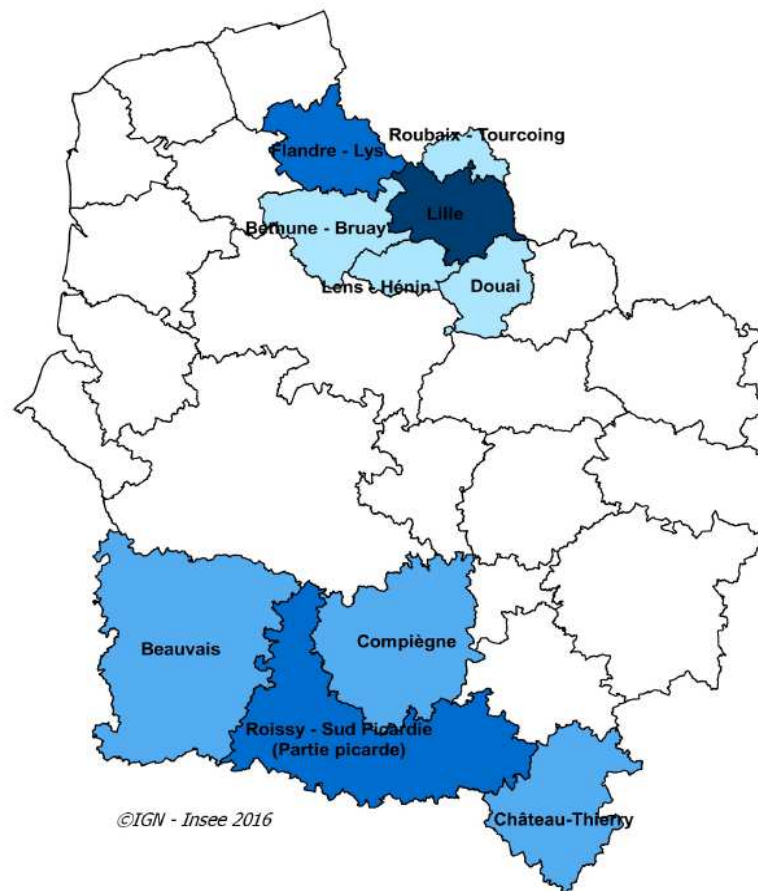 Roubaix - Tourcoing
Flandre - Lys
Lille
Béthune - Bruay
Lens - Hénin
Douai
Beauvais
Compiègne
Roissy - Sud Picardie
(Partie picarde)
Château-Thierry
©IGN - Insee 2016